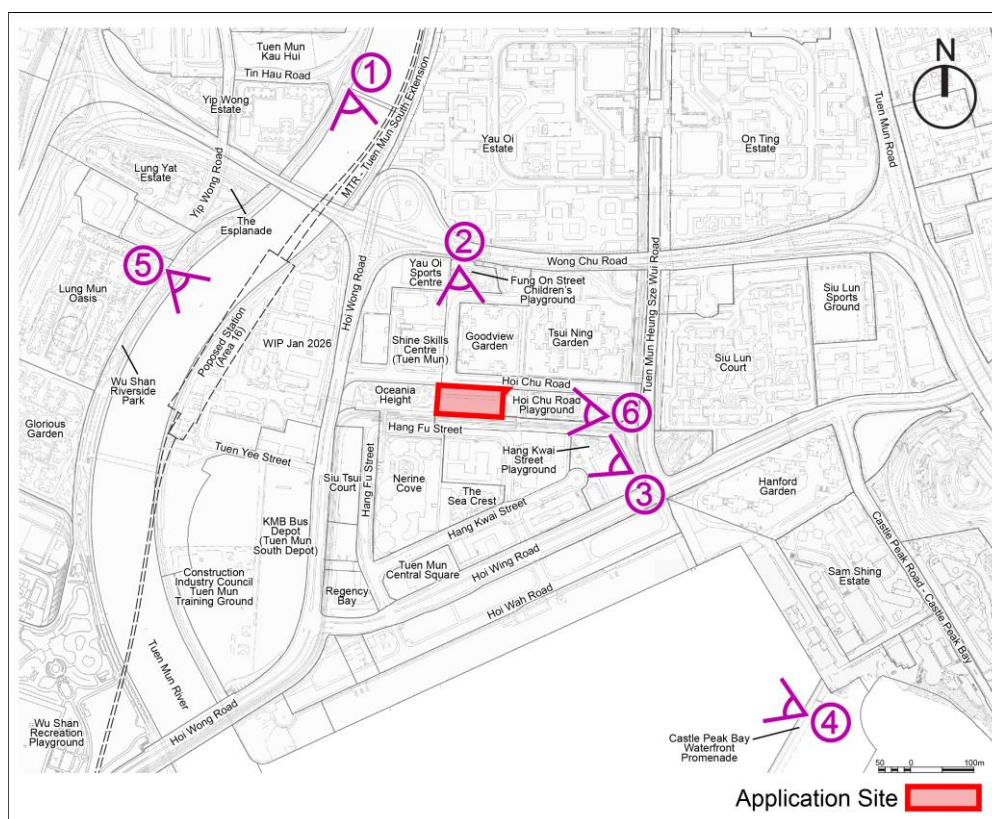 Tuen Mun
Kau Hui
Tin Hau Road
1
N
Yip Wong
Estate
MTR - Tuen Mun South Extension
Yau Oi
Estate
On Ting
Estate
Tuen Mun Road
Lung Yat
Estate
Yip Wong Road
The
Esplanade
2
5
Lung Mun
Oasis
Hoi Wong Road
Yau Oi
Sports
Centre
Fung On Street
Children's
Playground
Wong Chu Road
Tuen Mun Heung Sze Wui Road
Siu Lun
Sports
Ground
Poposed Station
(Area 16)
WIP Jan 2026
Shine Skills
Centre
(Tuen Mun)
Goodview
Garden
Tsui Ning
Garden
Siu Lun
Court
Wu Shan
Riverside
Park
Oceania
Height
Hoi Chu Road
Hoi Chu Road
Playground
6
Glorious
Garden
Hang Fu Street
Tuen Yee Street
Siu Tsui
Court
Hang Fu Street
Nerine
Cove
The
Sea Crest
Hang Kwai
Street
Playground
3
Hanford
Garden
KMB Bus
Depot
(Tuen Mun
South Depot)
Hang Kwai Street
Castle Peak Road - Castle Peak Bay
Construction
Industry Council
Tuen Mun
Training Ground
Tuen Mun
Central Square
Hoi Wing Road
Sam Shing
Estate
Regency
Bay
Hoi Wah Road
Tuen Mun River
Hoi Wong Road
Wu Shan
Recreation
Playground
4
Castle Peak Bay
Waterfront
Promenade
50 0 100m
Application Site